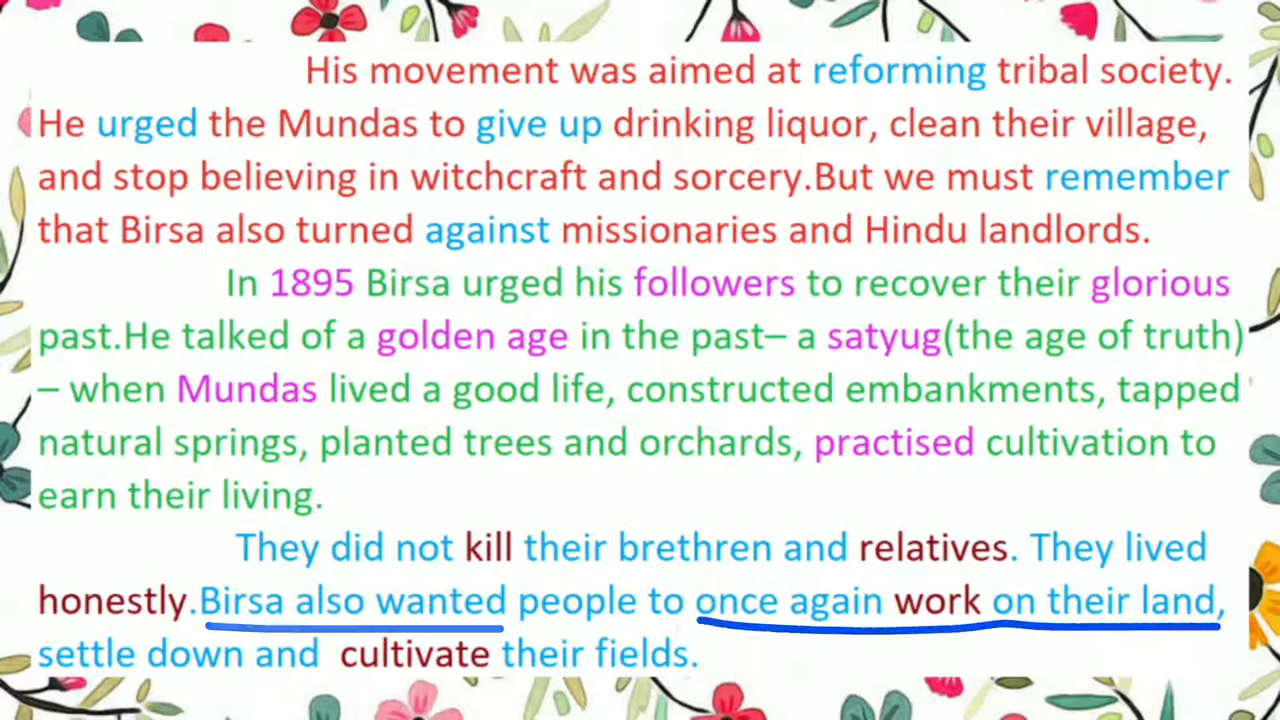 His movement was aimed at reforming tribal society.
He urged the Mundas to give up drinking liquor, clean their village,
and stop believing in witchcraft and sorcery.But we must remember
that Birsa also turned against missionaries and Hindu landlords.
In 1895 Birsa urged his followers to recover their glorious
past.He talked of a golden age in the past– a satyug(the age of truth)
– when Mundas lived a good life, constructed embankments, tapped
natural springs, planted trees and orchards, practised cultivation to
earn their living.
They did not kill their brethren and relatives. They lived
honestly.Birsa also wanted people to once again work on their land,
settle down and cultivate their fields.